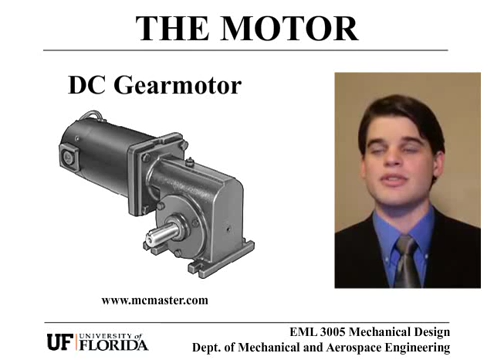 THE MOTOR
DC Gearmotor
www.mcmaster.com
UF UNIVERSITY of
FLORIDA
EML 3005 Mechanical Design
Dept. of Mechanical and Aerospace Engineering